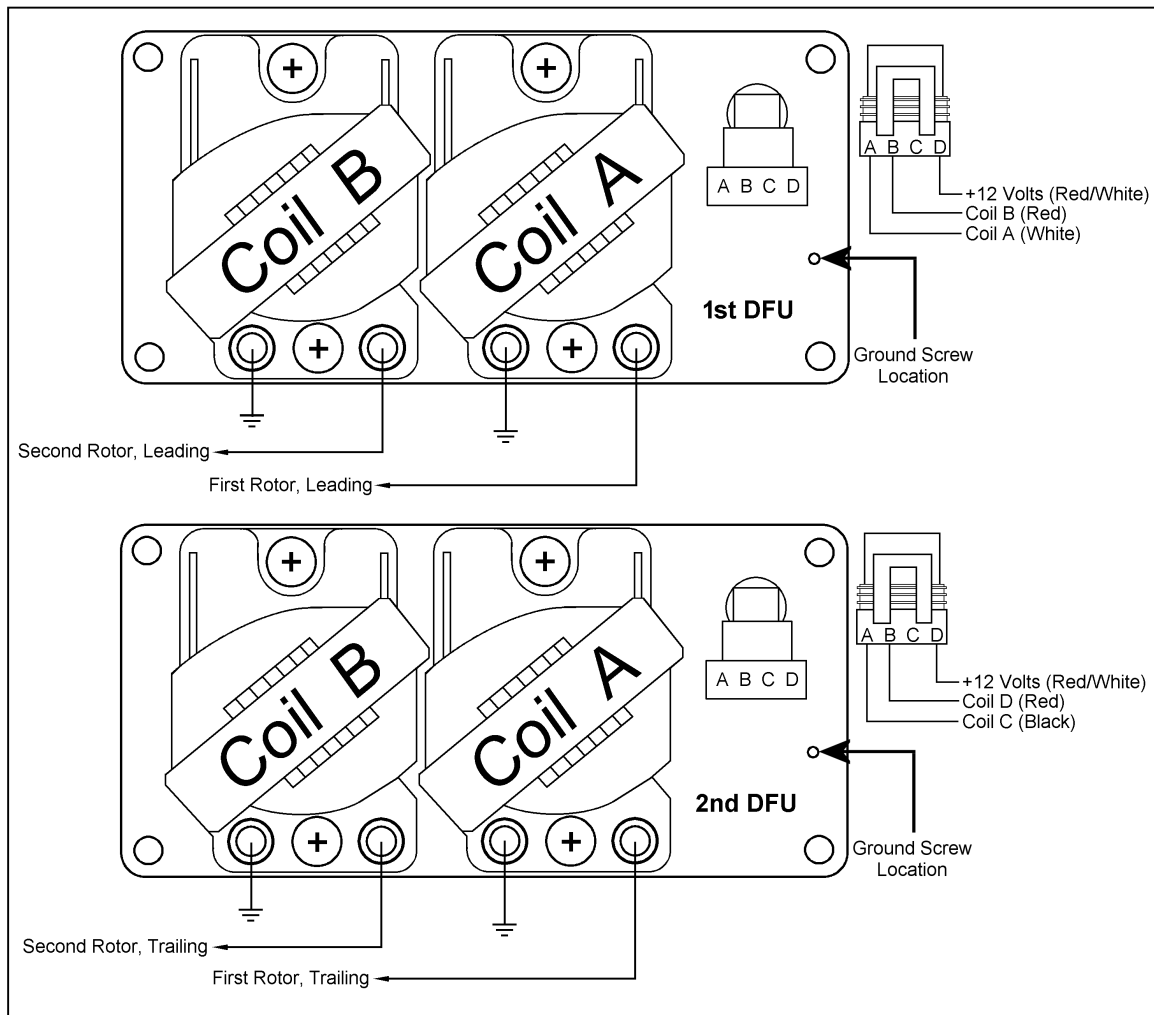 Coil B
Coil A
A B C D
A B C D
+12 Volts (Red/White)
Coil B (Red)
Coil A (White)
1st DFU
Ground Screw
Location
Second Rotor, Leading
First Rotor, Leading
Coil B
Coil A
A B C D
A B C D
+12 Volts (Red/White)
Coil D (Red)
Coil C (Black)
2nd DFU
Ground Screw
Location
Second Rotor, Trailing
First Rotor, Trailing